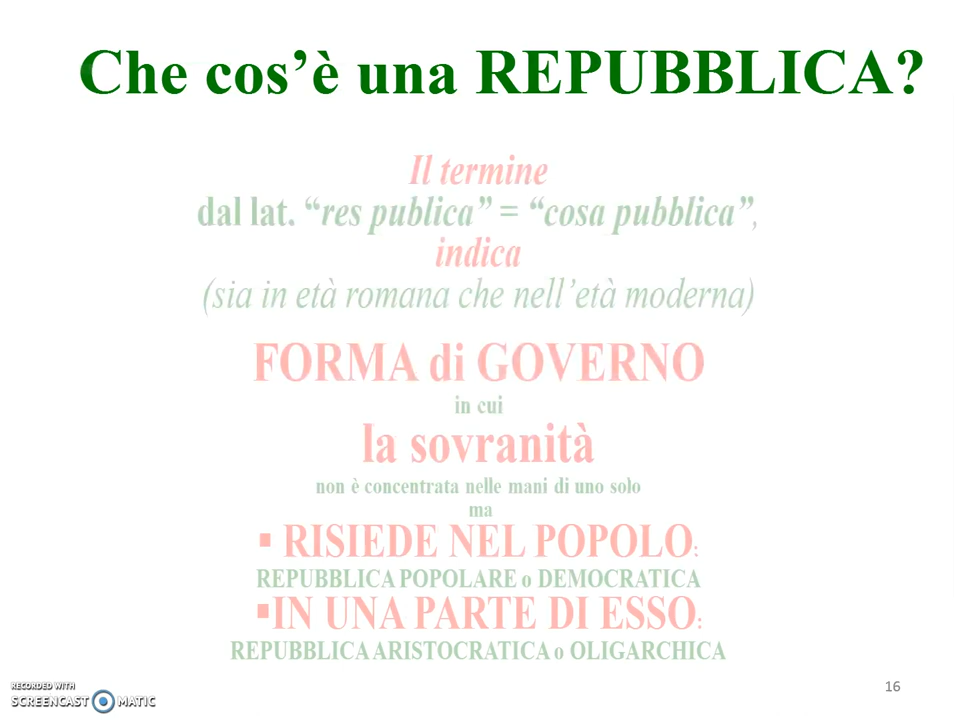 Che cos’è una REPUBBLICA?
Il termine
dal lat. “res publica” = “cosa pubblica”,
indica
(sia in età romana che nell’età moderna)
FORMA di GOVERNO
in cui
la sovranità
non è concentrata nelle mani di uno solo
ma
▪ RISIEDE NEL POPOLO:
REPUBBLICA POPOLARE o DEMOCRATICA
▪IN UNA PARTE DI ESSO:
REPUBBLICA ARISTOCRATICA o OLIGARCHICA
RECORDED WITH
SCREENCAST MATIC
16